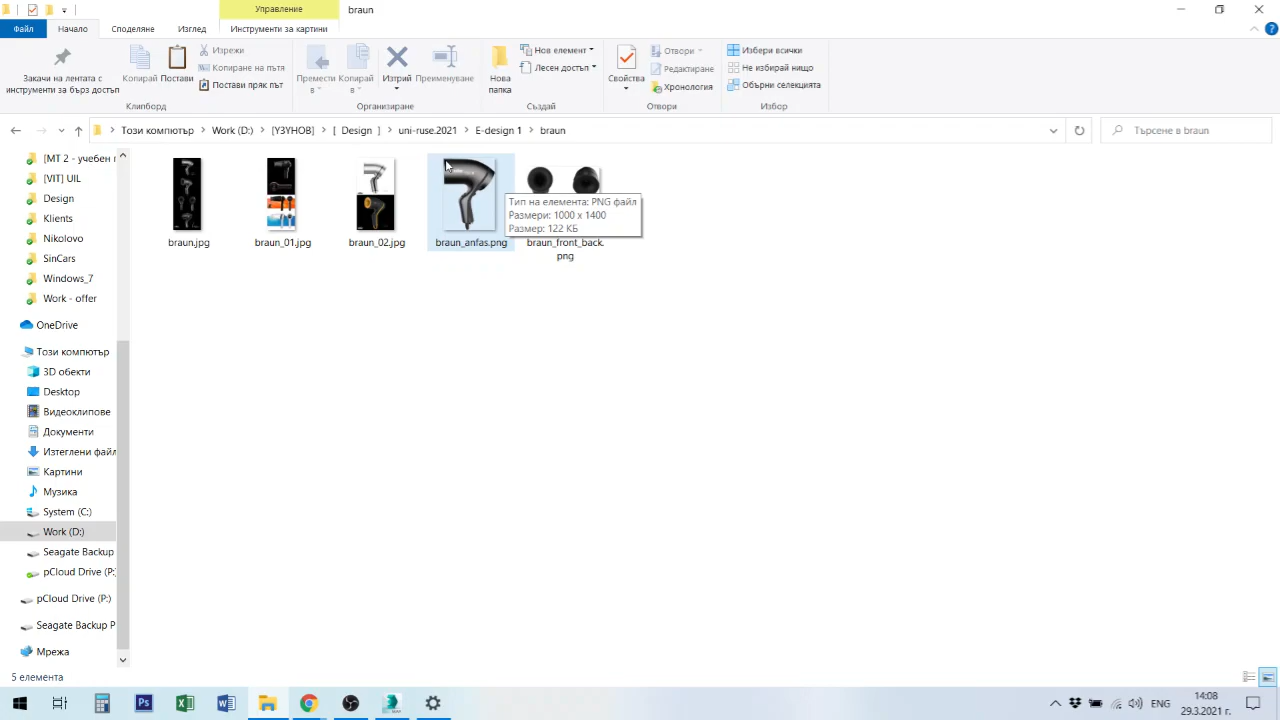 Управление
braun
Файл
Начало
Споделяне
Изглед
Инструменти за картини
Закачи на лентата с
инструменти за бърз достъп
Копирай
Постави
Изрежи
Копиране на пътя
Постави пряк път
Клипборд
Премести
в
Копирай
в
Изтрий
Преименуване
Организиране
Нова
папка
Нов елемент
Лесен достъп
Създай
Свойства
Отвори
Редактиране
Хронология
Отвори
Избери всички
Не избирай нищо
Обърни селекцията
Избор
Този компютър
Work (D:)
[УЗУНОВ]
[ Design ]
uni-ruse.2021
E-design 1
braun
Търсене в braun
[МТ 2 - учебен п
[VIT] UIL
Design
Klients
Nikolovo
SinCars
Windows_7
Work - offer
OneDrive
Този компютър
3D обекти
Desktop
Видеоклипове
Документи
Изтеглени файл
Картини
Музика
System (C:)
Work (D:)
Seagate Backup
pCloud Drive (P:
pCloud Drive (P:)
Seagate Backup P
Мрежа
braun.jpg
braun_01.jpg
braun_02.jpg
braun_anfas.png
braun_front_back.
png
Тип на елемента: PNG файл
Размери: 1000 x 1400
Размер: 122 КБ
5 елемента
Ps
ENG
14:08
29.3.2021 г.